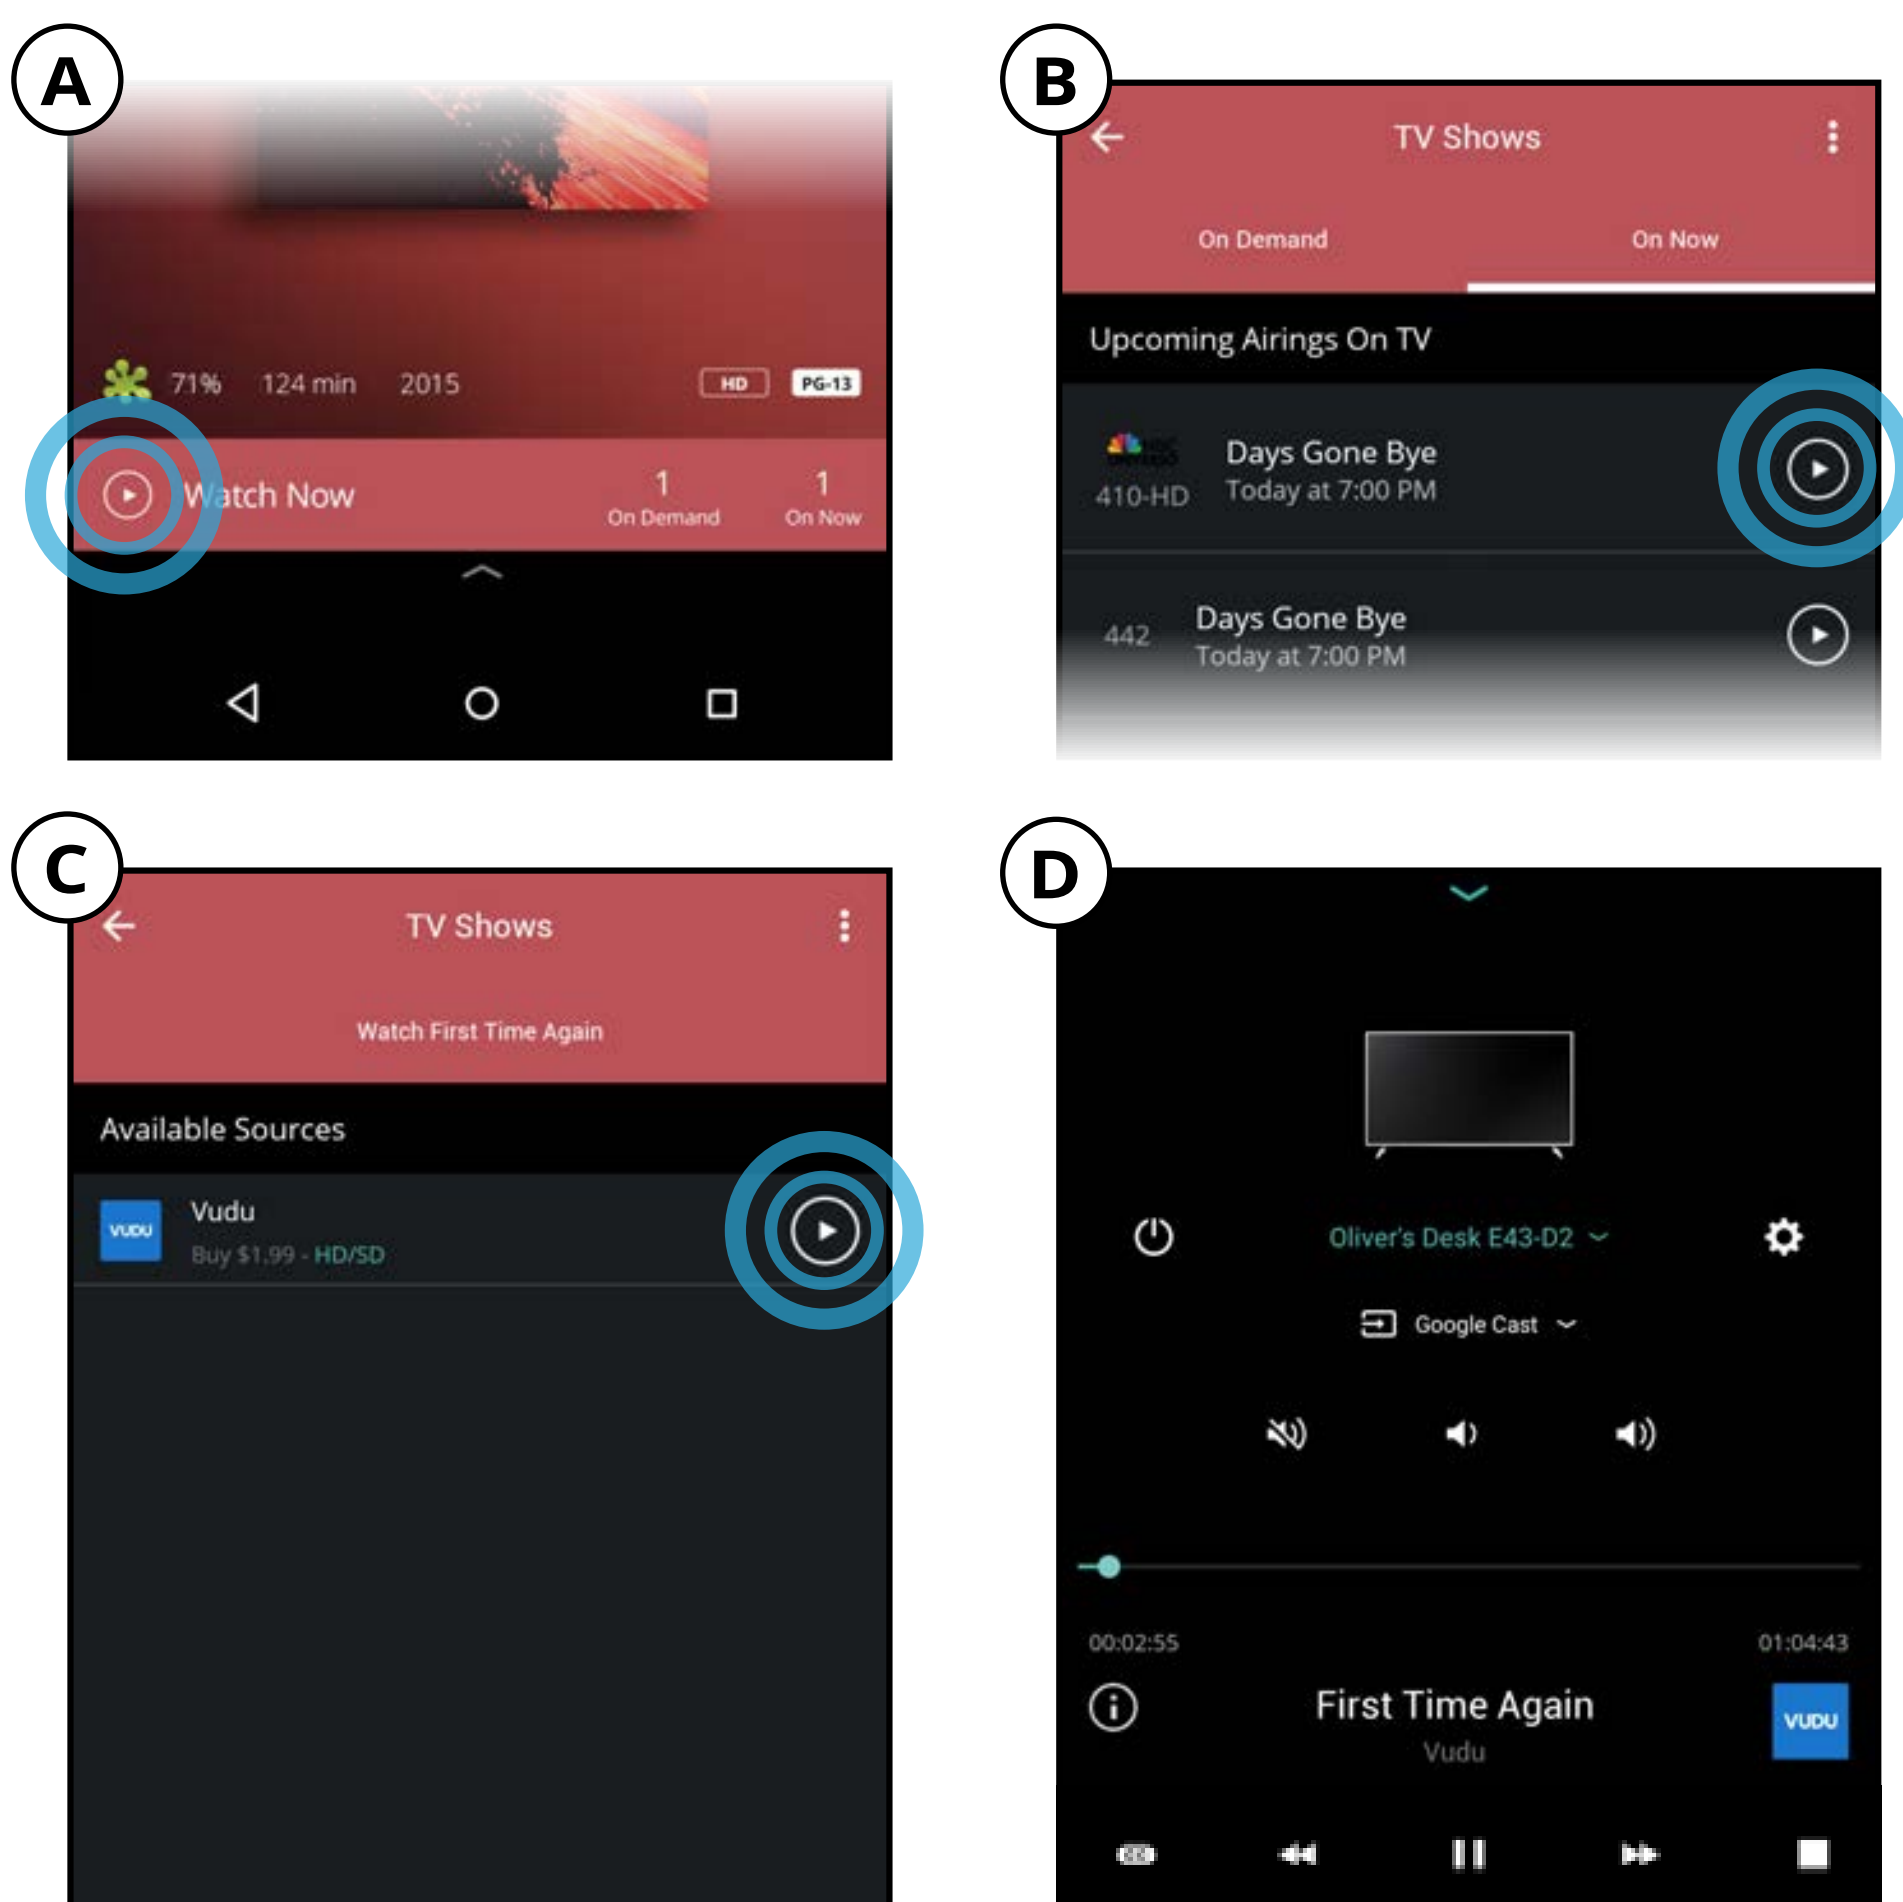 A
71% 124 min 2015 HD PG-13
Watch Now
1 On Demand
1 On Now
B
TV Shows
On Demand On Now
Upcoming Airings On TV
Days Gone Bye
410-HD Today at 7:00 PM
Days Gone Bye
442 Today at 7:00 PM
C
TV Shows
Watch First Time Again
Available Sources
VUDU Vudu
Buy $1.99 - HD/SD
D
Oliver's Desk E43-D2
Google Cast
00:02:55 01:04:43
First Time Again
Vudu
VUDU